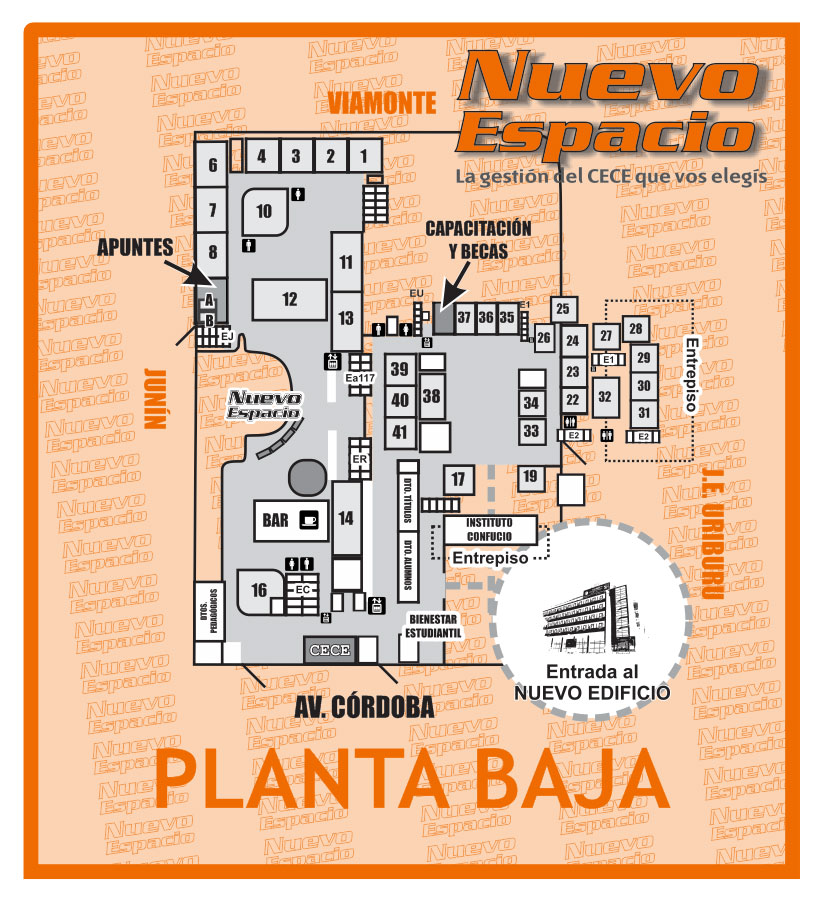 Nuevo
Espacio
La gestión del CECE que vos elegís
VIAMONTE
6
4
3
2
1
7
10
8
APUNTES
CAPACITACIÓN
Y BECAS
11
12
13
A
B
EJ
EU
37
36
35
E1
25
26
24
27
28
E1
29
23
30
32
22
31
E2
E2
Entrepiso
JUNÍN
Nuevo
Espacio
Ea117
39
40
38
41
34
33
ER
17
19
J.E. URIBURU
BAR
14
DTO. TÍTULOS
DTO. ALUMNOS
INSTITUTO
CONFUCIO
Entrepiso
16
EC
DTOS.
PEDAGÓGICOS
BIENESTAR
ESTUDIANTIL
CECE
Entrada al
NUEVO EDIFICIO
AV. CÓRDOBA
PLANTA BAJA